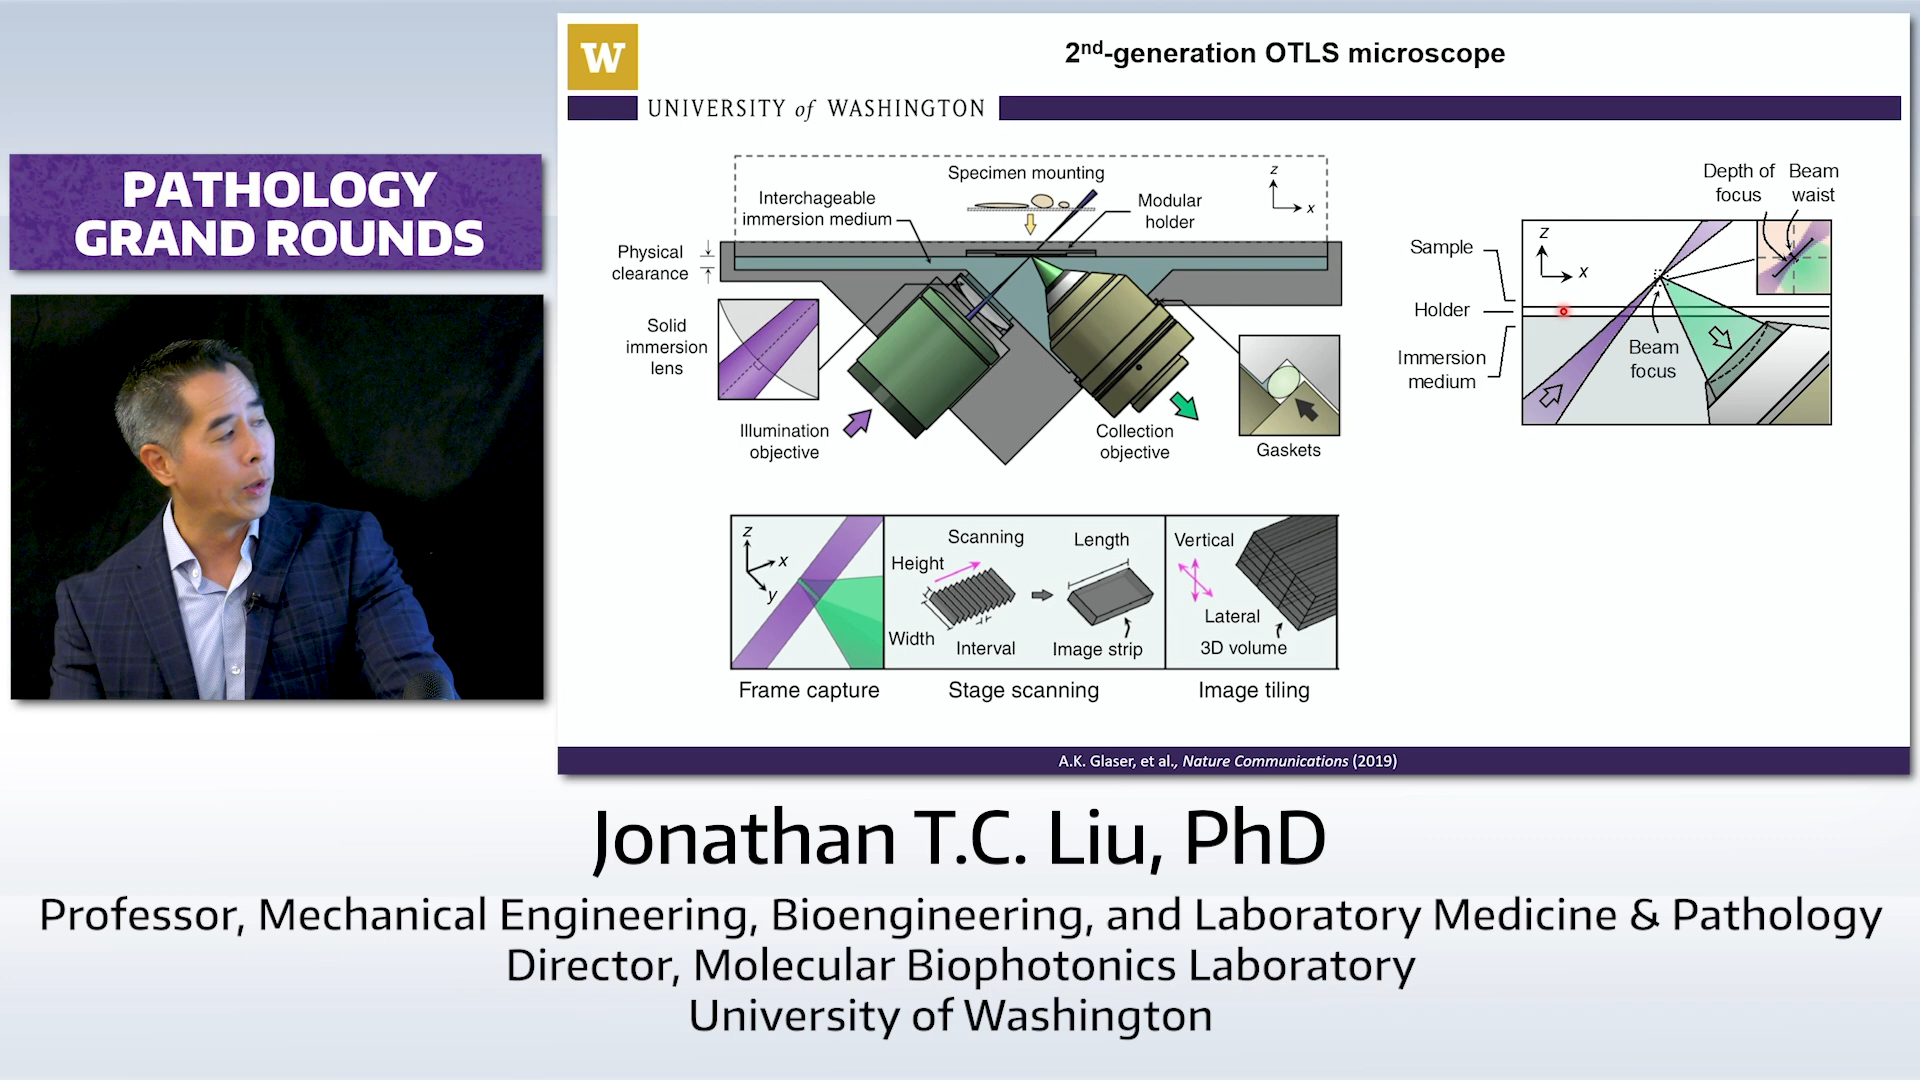 PATHOLOGY
GRAND ROUNDS
W
2nd-generation OTLS microscope
UNIVERSITY of WASHINGTON
Specimen mounting
Interchangeable
immersion medium
Modular
holder
z
x
Physical
clearance
Solid
immersion
lens
Illumination
objective
Collection
objective
Gaskets
Depth of
focus
Beam
waist
Sample
Holder
Immersion
medium
z
x
Beam
focus
z
x
y
Frame capture
Scanning
Height
Width
Interval
Length
Image strip
Stage scanning
Vertical
Lateral
3D volume
Image tiling
A.K. Glaser, et al., Nature Communications (2019)
Jonathan T.C. Liu, PhD
Professor, Mechanical Engineering, Bioengineering, and Laboratory Medicine & Pathology
Director, Molecular Biophotonics Laboratory
University of Washington